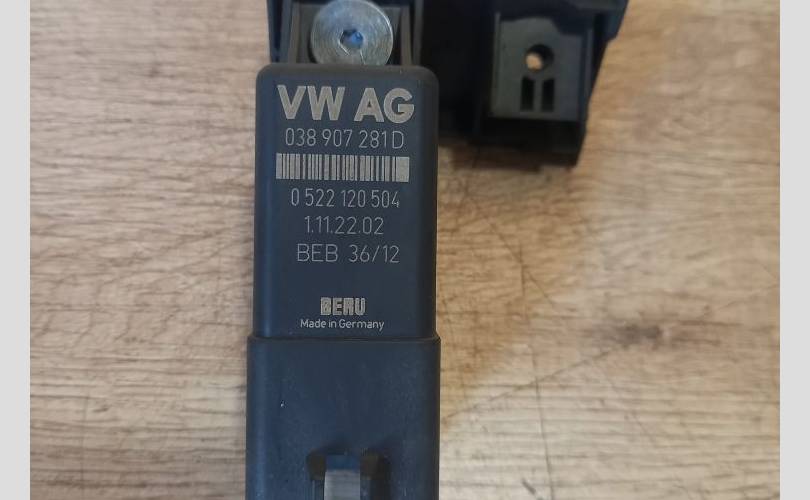 VW AG
038 907 281D
0 522 120 504
1.11.22.02
BEB 36/12
BERU
Made in Germany